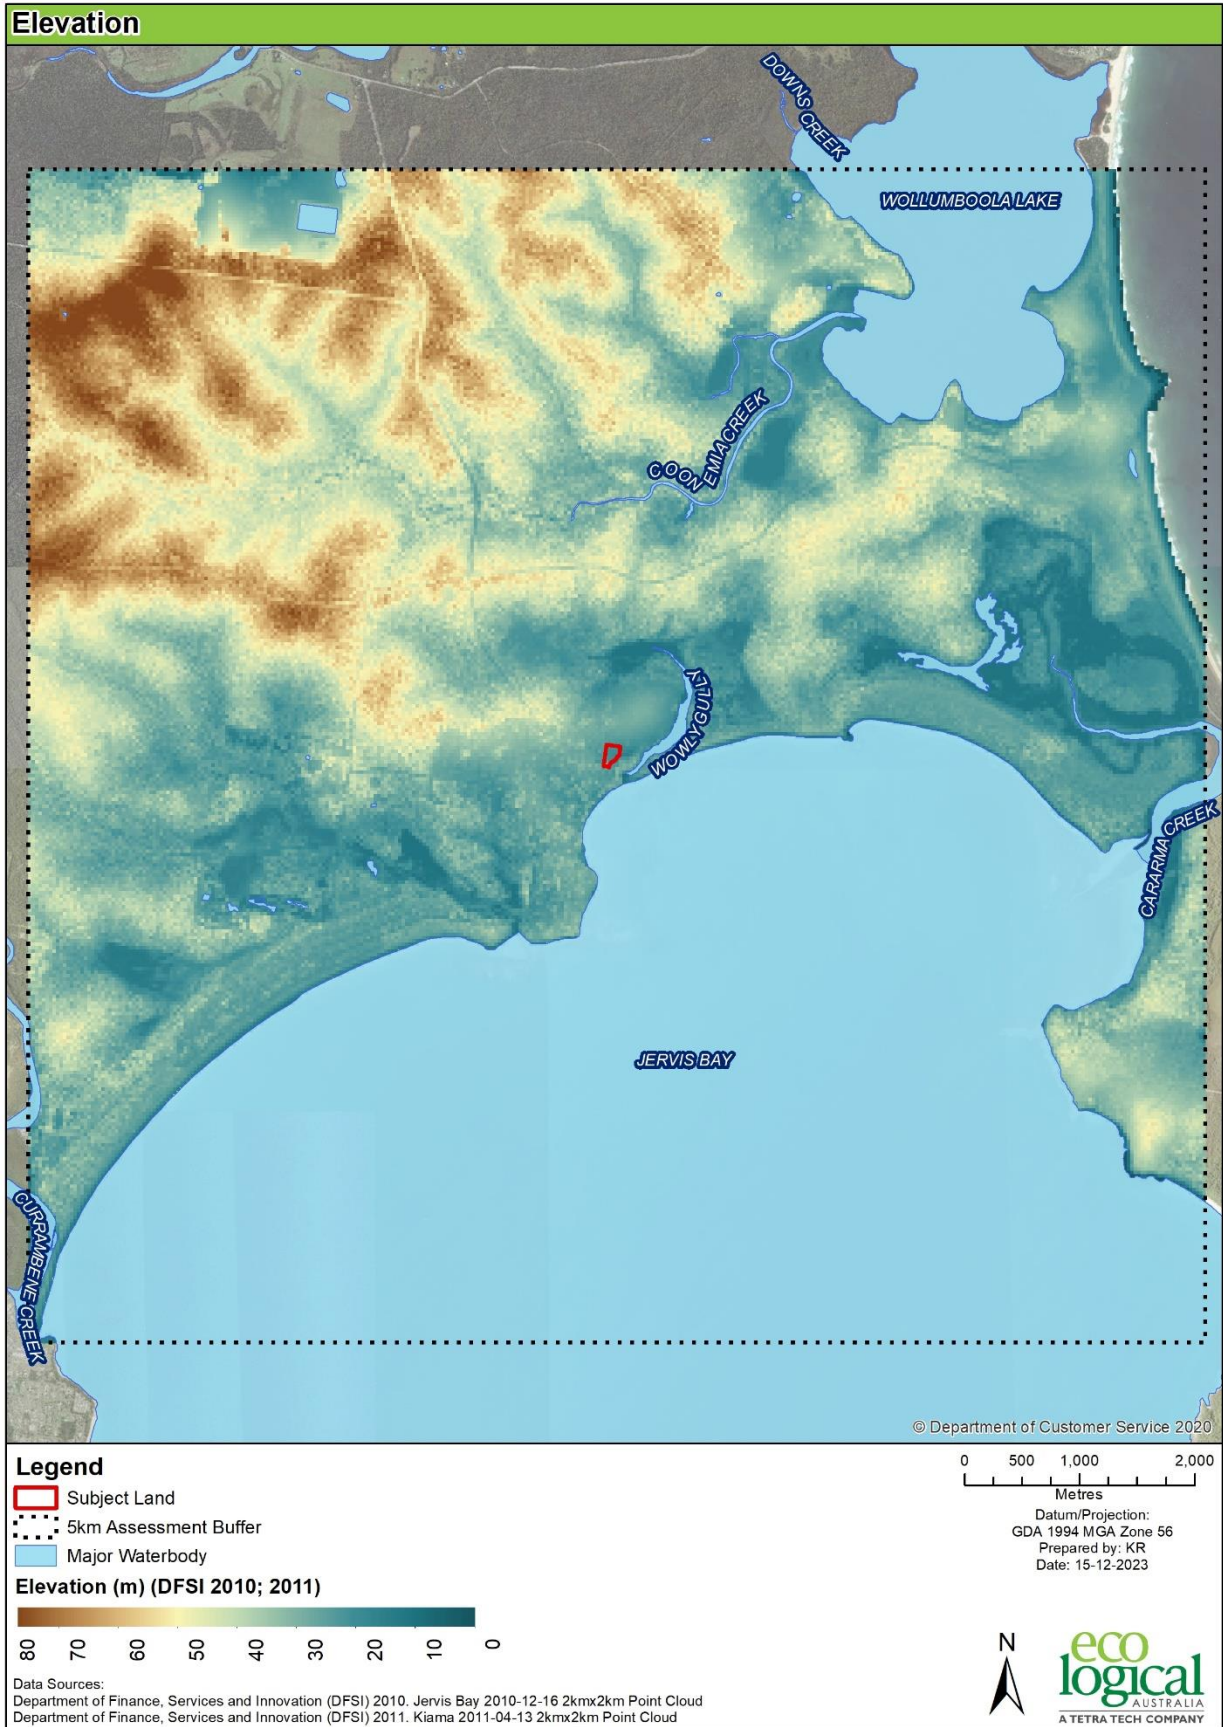 Elevation
DOWNS CREEK
WOLLUMBOOLA LAKE
COON
EMIA CREEK
WOWLY GULLY
CARARMA CREEK
JERVIS BAY
CURRAMBENE CREEK
© Department of Customer Service 2020
Legend
Subject Land
5km Assessment Buffer
Major Waterbody
Elevation (m) (DFSI 2010; 2011)
80 70 60 50 40 30 20 10 0
Data Sources:
Department of Finance, Services and Innovation (DFSI) 2010. Jervis Bay 2010-12-16 2kmx2km Point Cloud
Department of Finance, Services and Innovation (DFSI) 2011. Kiama 2011-04-13 2kmx2km Point Cloud
0 500 1,000 2,000
Metres
Datum/Projection:
GDA 1994 MGA Zone 56
Prepared by: KR
Date: 15-12-2023
N
eco
logical
AUSTRALIA
A TETRA TECH COMPANY